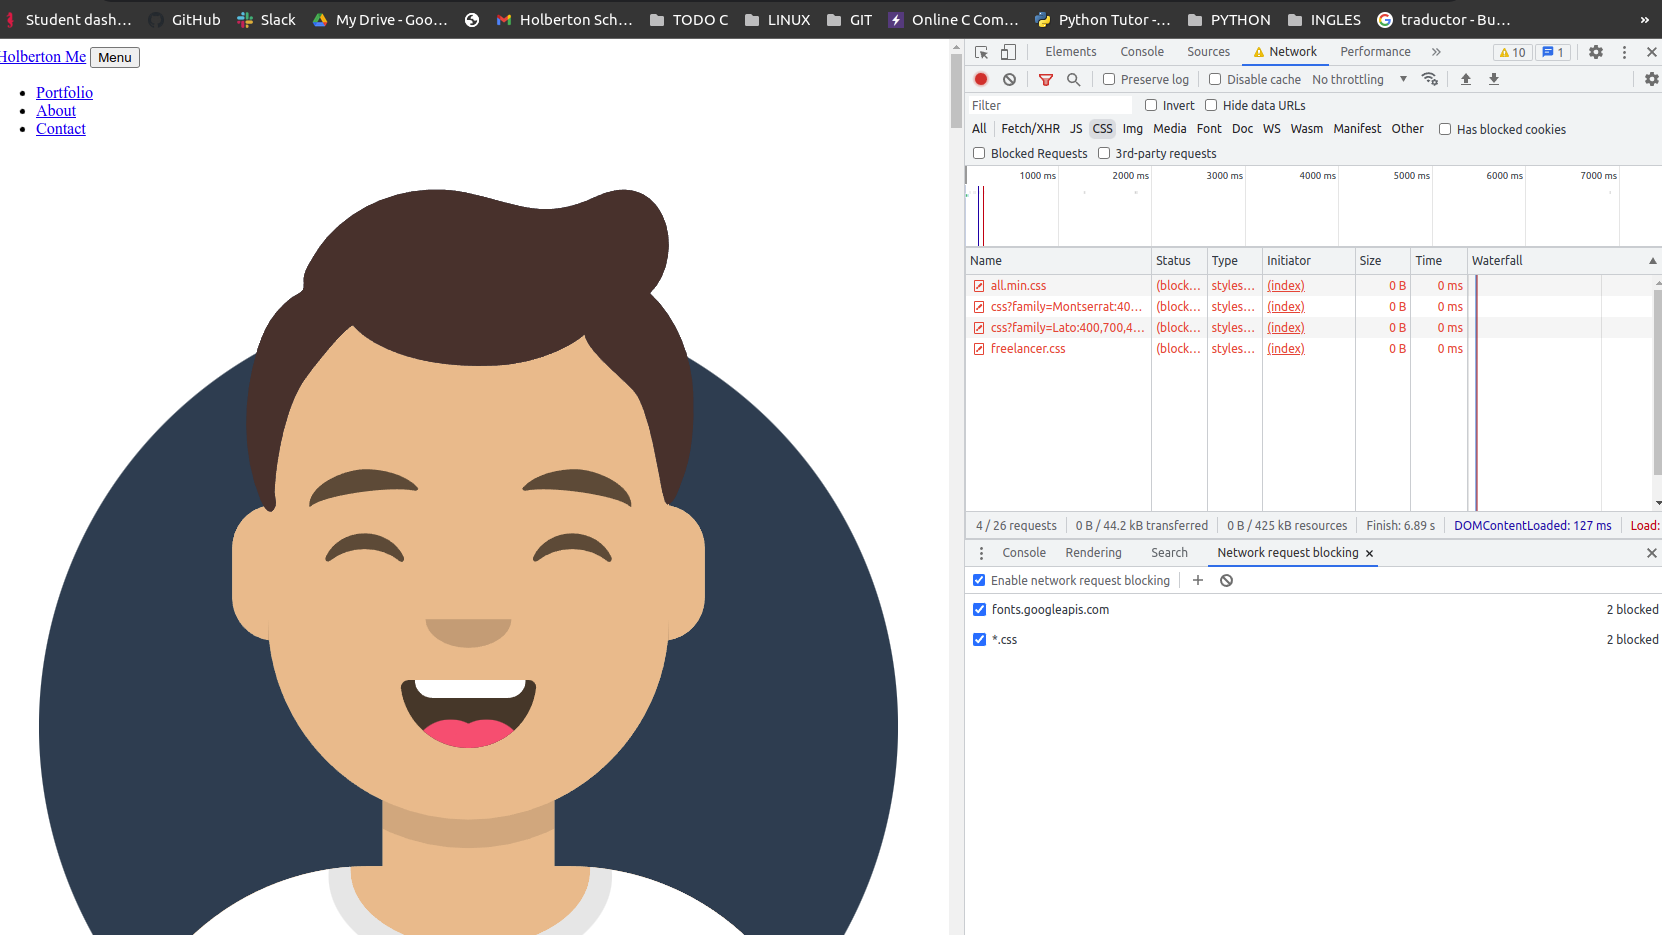 Student dash… GitHub Slack My Drive - Goo… Holberton Sch… TODO C LINUX GIT Online C Com… Python Tutor -… PYTHON INGLES traductor - Bu… »
Holberton Me Menu
Portfolio
About
Contact
Elements Console Sources Network Performance » 10 1
Preserve log Disable cache No throttling
Filter Invert Hide data URLs
All Fetch/XHR JS CSS Img Media Font Doc WS Wasm Manifest Other Has blocked cookies
Blocked Requests 3rd-party requests
1000 ms 2000 ms 3000 ms 4000 ms 5000 ms 6000 ms 7000 ms
Name Status Type Initiator Size Time Waterfall
all.min.css (block… styles… (index) 0 B 0 ms
css?family=Montserrat:40… (block… styles… (index) 0 B 0 ms
css?family=Lato:400,700,4… (block… styles… (index) 0 B 0 ms
freelancer.css (block… styles… (index) 0 B 0 ms
4 / 26 requests 0 B / 44.2 kB transferred 0 B / 425 kB resources Finish: 6.89 s DOMContentLoaded: 127 ms Load:
Console Rendering Search Network request blocking ×
Enable network request blocking
fonts.googleapis.com 2 blocked
*.css 2 blocked